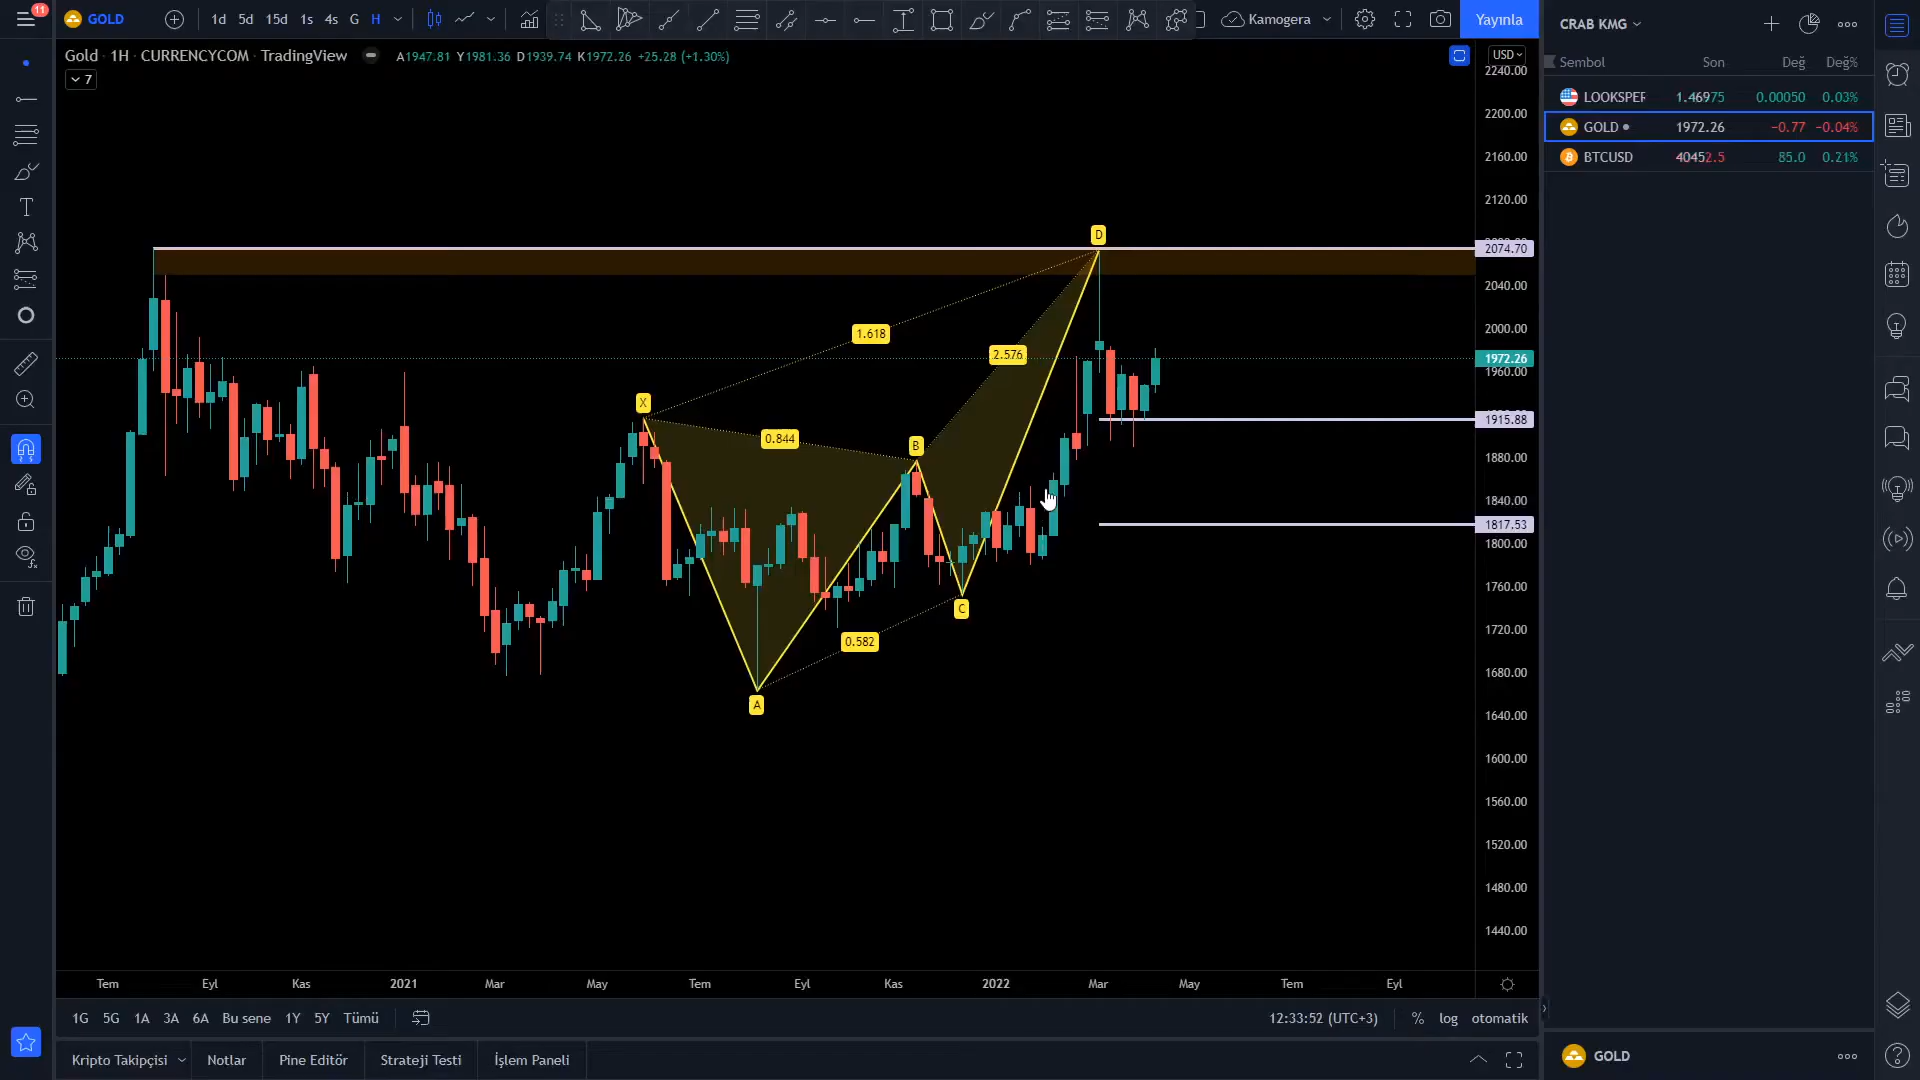 11
GOLD
1d 5d 15d 1s 4s G H
Kamogera
Yayınla
Gold · 1H · CURRENCYCOM · TradingView
A1947.81 Y1981.36 D1939.74 K1972.26 +25.28 (+1.30%)
7
USD
2240.00
2200.00
2160.00
2120.00
2074.70
2040.00
2000.00
1972.26
1960.00
1915.88
1880.00
1840.00
1817.53
1800.00
1760.00
1720.00
1680.00
1640.00
1600.00
1560.00
1520.00
1480.00
1440.00
D
1.618
2.576
X
0.844
B
C
0.582
A
Tem Eyl Kas 2021 Mar May Tem Eyl Kas 2022 Mar May Tem Eyl
1G 5G 1A 3A 6A Bu sene 1Y 5Y Tümü
12:33:52 (UTC+3) % log otomatik
Kripto Takipçisi Notlar Pine Editör Strateji Testi İşlem Paneli
CRAB KMG
Sembol Son Değ Değ%
LOOKSPER 1.46975 0.00050 0.03%
GOLD 1972.26 −0.77 −0.04%
BTCUSD 40452.5 85.0 0.21%
GOLD